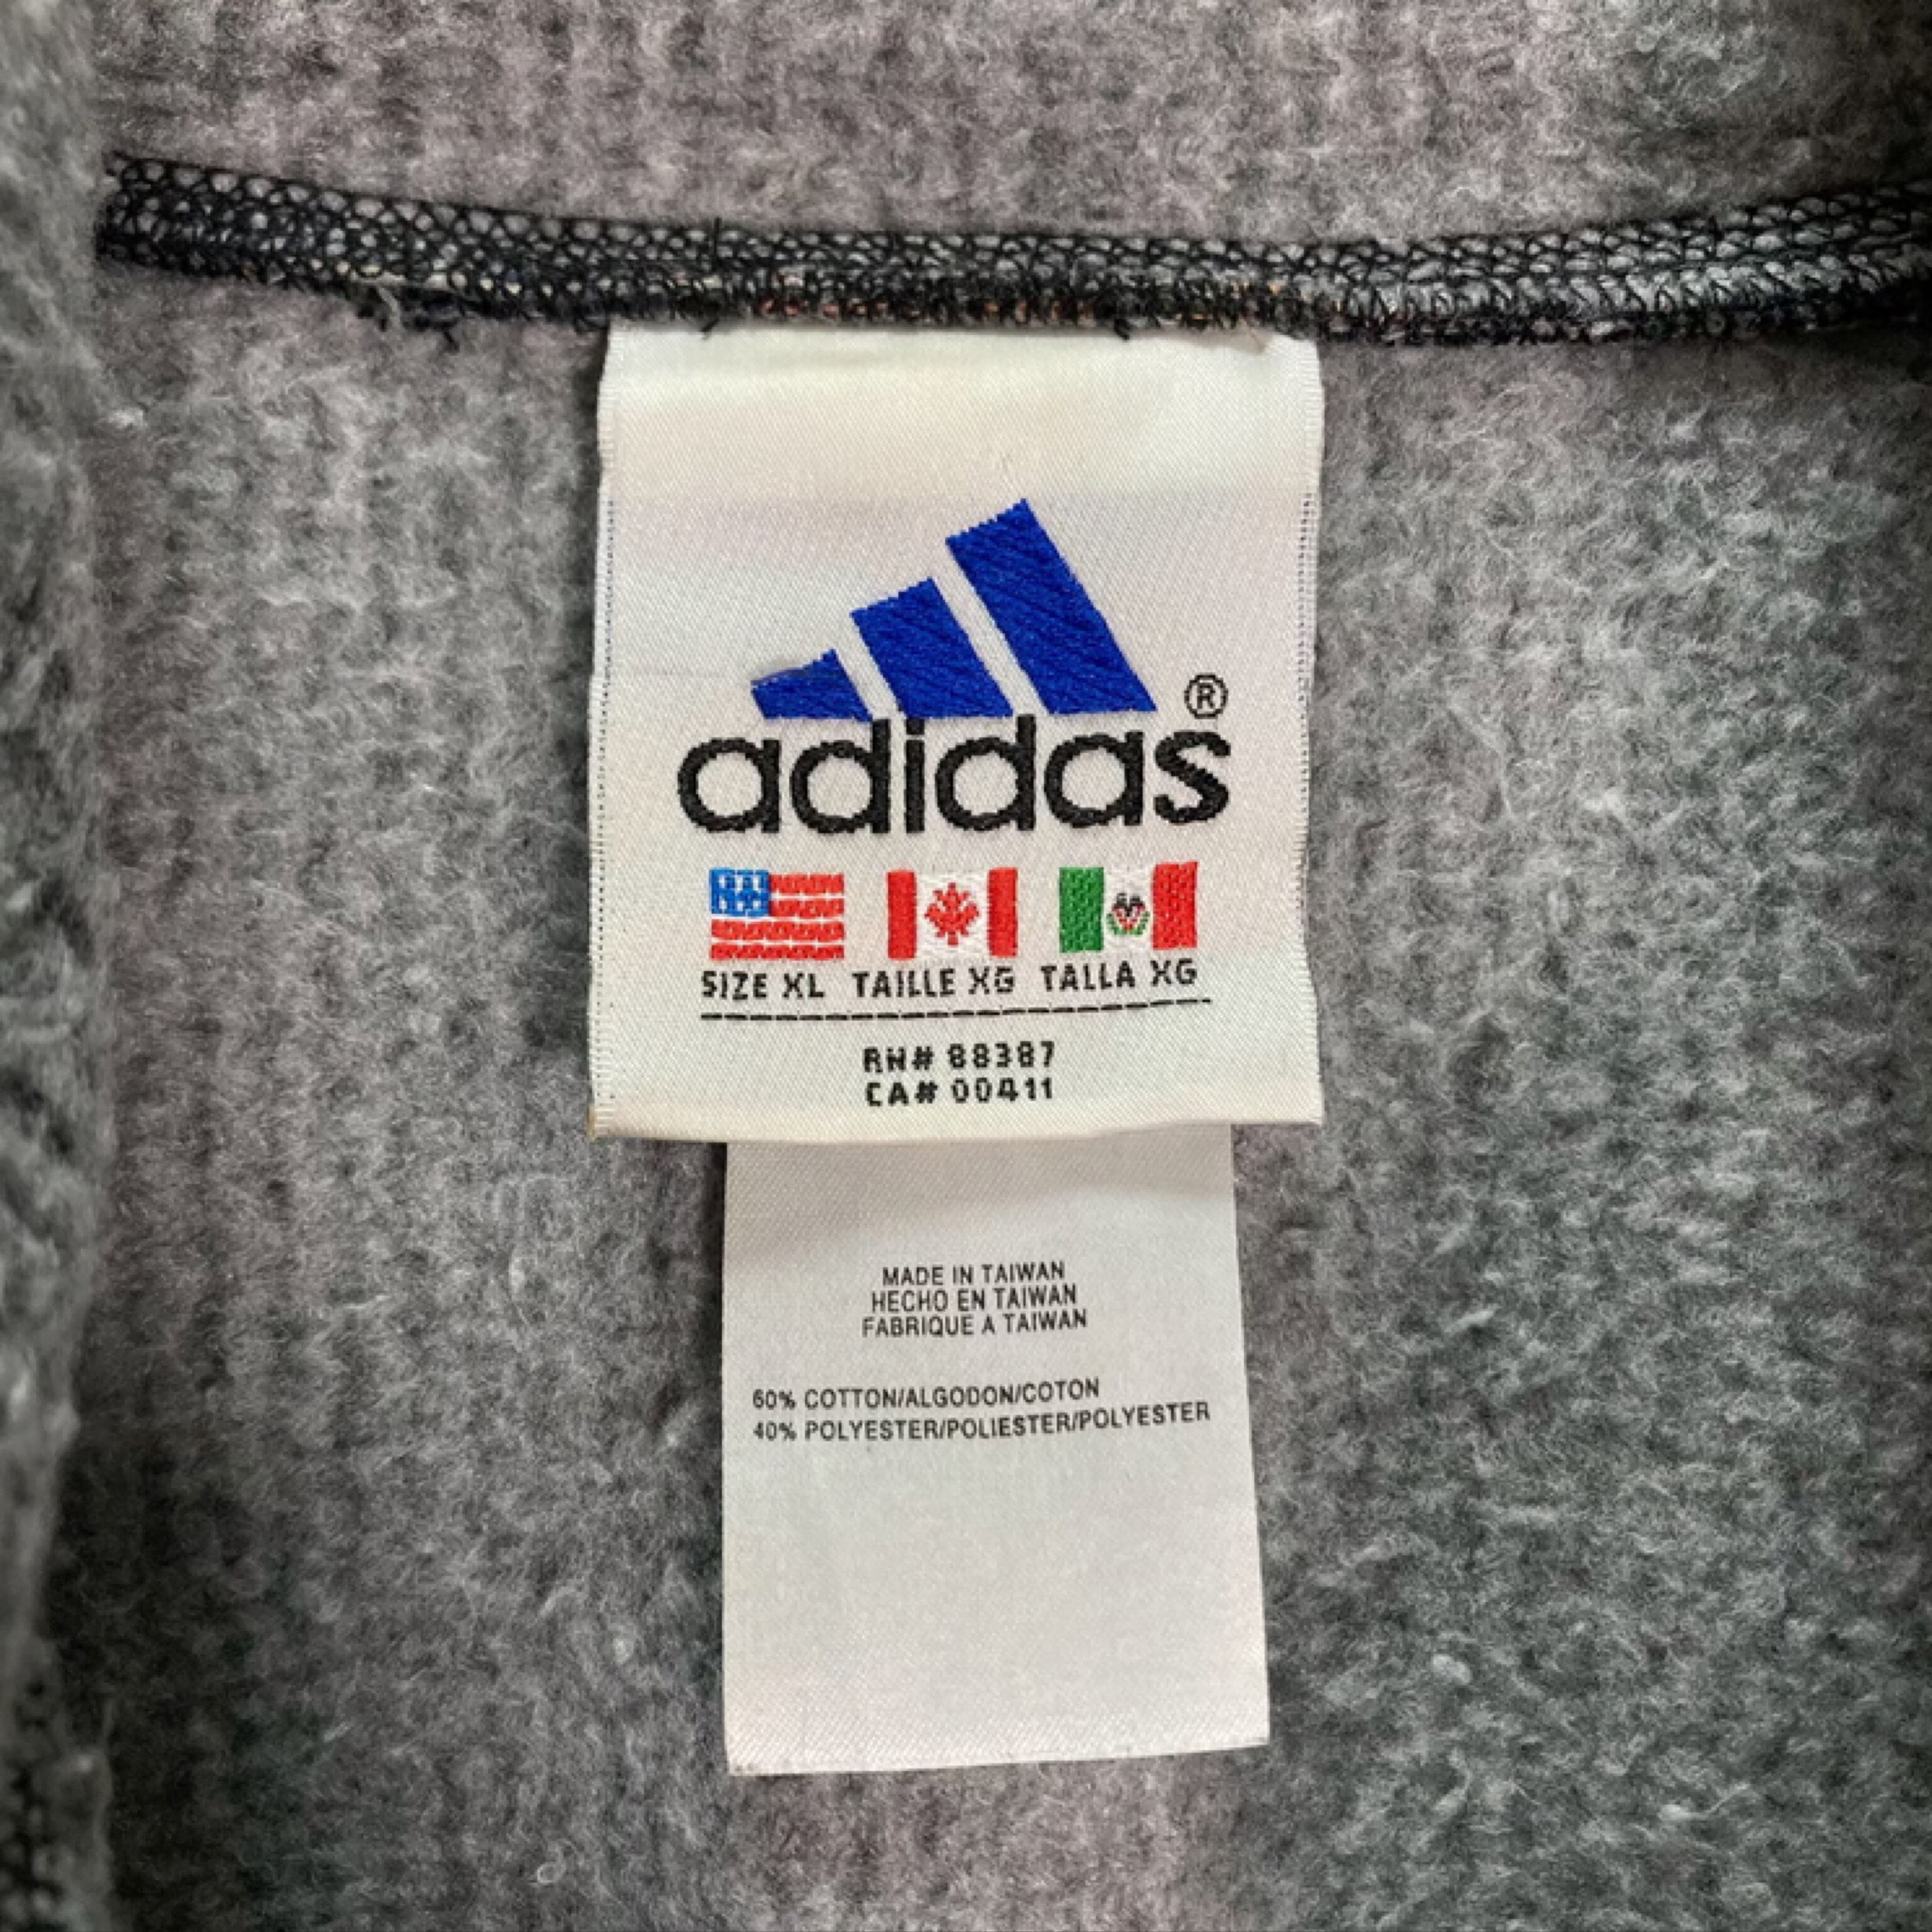 ®
adidas
SIZE XL TAILLE XG TALLA XG
RN# 88387
CA# 00411
MADE IN TAIWAN
HECHO EN TAIWAN
FABRIQUE A TAIWAN
60% COTTON/ALGODON/COTON
40% POLYESTER/POLIESTER/POLYESTER